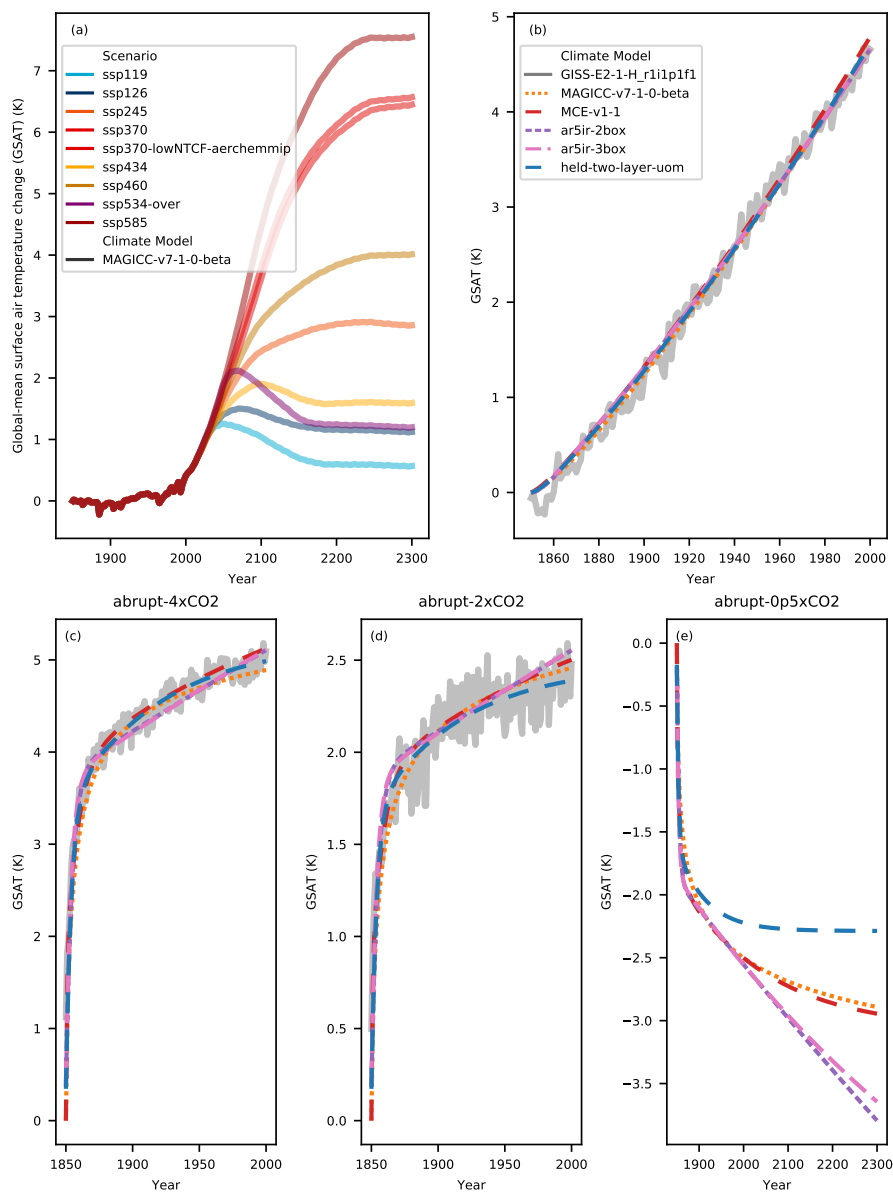 (a)
Global-mean surface air temperature change (GSAT) (K)
7
6
5
4
3
2
1
0
Scenario
ssp119
ssp126
ssp245
ssp370
ssp370-lowNTCF-aerchemmip
ssp434
ssp460
ssp534-over
ssp585
Climate Model
MAGICC-v7-1-0-beta
1900
2000
2100
2200
2300
Year
(b)
GSAT (K)
5
4
3
2
1
0
Climate Model
GISS-E2-1-H_r1i1p1f1
MAGICC-v7-1-0-beta
MCE-v1-1
ar5ir-2box
ar5ir-3box
held-two-layer-uom
1860
1880
1900
1920
1940
1960
1980
2000
Year
abrupt-4xCO2
(c)
GSAT (K)
5
4
3
2
1
0
1850
1900
1950
2000
Year
abrupt-2xCO2
(d)
GSAT (K)
2.5
2.0
1.5
1.0
0.5
0.0
1850
1900
1950
2000
Year
abrupt-0p5xCO2
(e)
GSAT (K)
0.0
−0.5
−1.0
−1.5
−2.0
−2.5
−3.0
−3.5
1900
2000
2100
2200
2300
Year